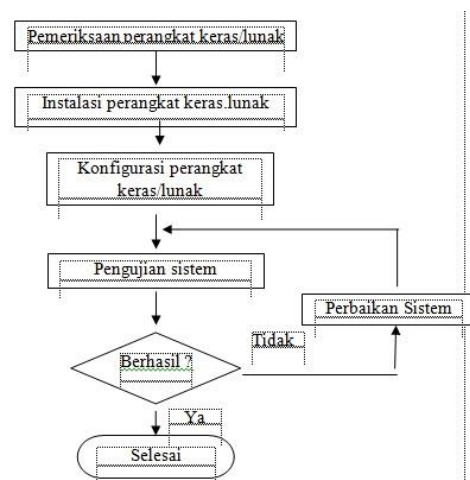 Pemeriksaan perangkat keras/lunak
Instalasi perangkat keras.lunak
Konfigurasi perangkat
keras/lunak
Pengujian sistem
Perbaikan Sistem
Tidak
Berhasil ?
Ya
Selesai